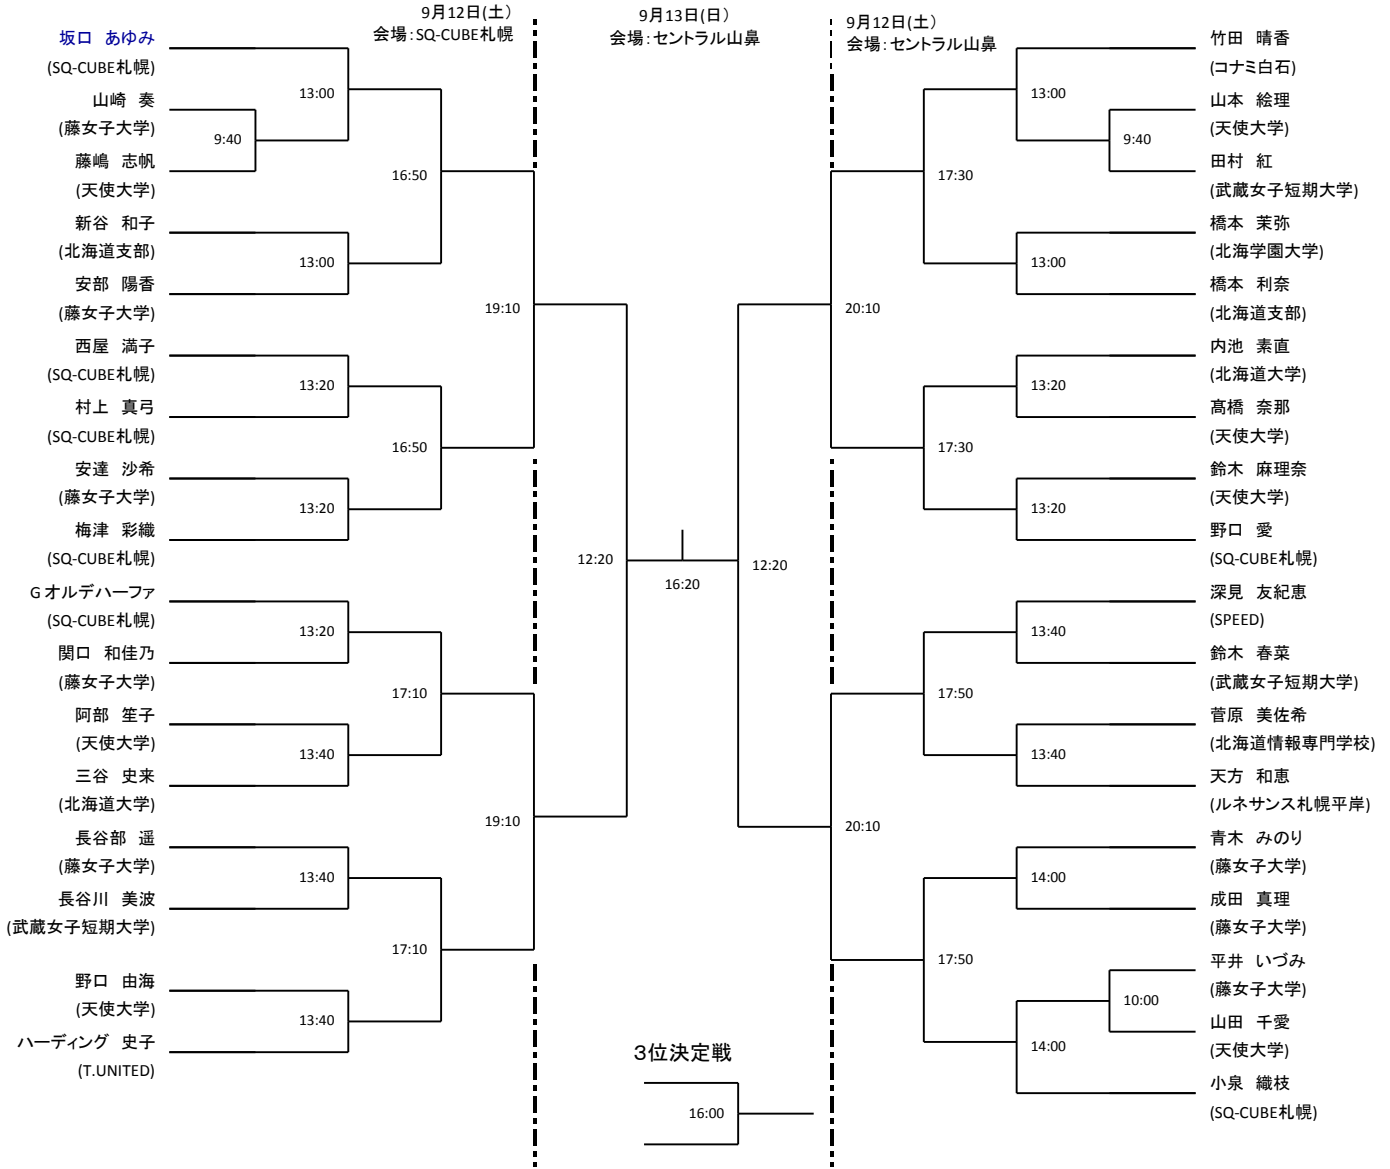 9月12日(土)
会場：SQ-CUBE札幌
9月13日(日)
会場：セントラル山鼻
9月12日(土)
会場：セントラル山鼻
坂口　あゆみ
(SQ-CUBE札幌)
山崎　奏
(藤女子大学)
藤嶋　志帆
(天使大学)
新谷　和子
(北海道支部)
安部　陽香
(藤女子大学)
西屋　満子
(SQ-CUBE札幌)
村上　真弓
(SQ-CUBE札幌)
安達　沙希
(藤女子大学)
梅津　彩織
(SQ-CUBE札幌)
G オルデハーファ
(SQ-CUBE札幌)
関口　和佳乃
(藤女子大学)
阿部　笙子
(天使大学)
三谷　史来
(北海道大学)
長谷部　遥
(藤女子大学)
長谷川　美波
(武蔵女子短期大学)
野口　由海
(天使大学)
ハーディング　史子
(T.UNITED)
9:40
13:00
13:00
13:20
13:20
13:20
13:40
13:40
13:40
16:50
16:50
17:10
17:10
19:10
19:10
12:20
16:20
12:20
3位決定戦
16:00
20:10
20:10
17:30
17:30
17:50
17:50
13:00
9:40
13:00
13:20
13:20
13:40
13:40
14:00
10:00
14:00
竹田　晴香
(コナミ白石)
山本　絵理
(天使大学)
田村　紅
(武蔵女子短期大学)
橋本　茉弥
(北海学園大学)
橋本　利奈
(北海道支部)
内池　素直
(北海道大学)
髙橋　奈那
(天使大学)
鈴木　麻理奈
(天使大学)
野口　愛
(SQ-CUBE札幌)
深見　友紀恵
(SPEED)
鈴木　春菜
(武蔵女子短期大学)
菅原　美佐希
(北海道情報専門学校)
天方　和恵
(ルネサンス札幌平岸)
青木　みのり
(藤女子大学)
成田　真理
(藤女子大学)
平井　いづみ
(藤女子大学)
山田　千愛
(天使大学)
小泉　織枝
(SQ-CUBE札幌)